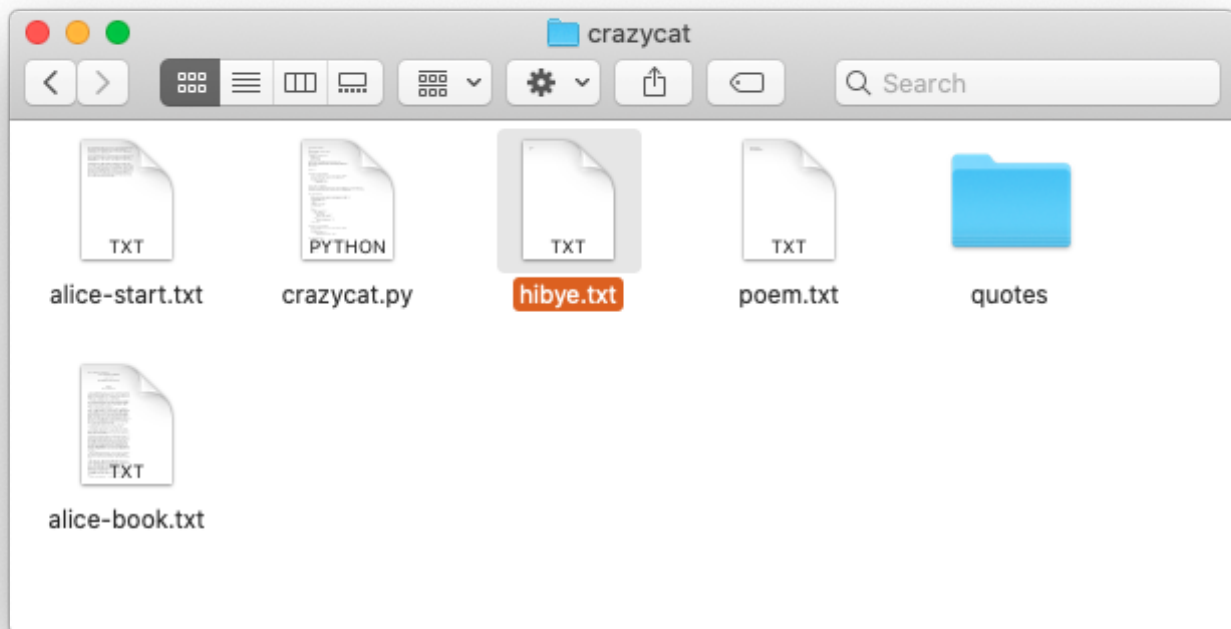 crazycat
Search
TXT
PYTHON
TXT
TXT
alice-start.txt
crazycat.py
hibye.txt
poem.txt
quotes
TXT
alice-book.txt